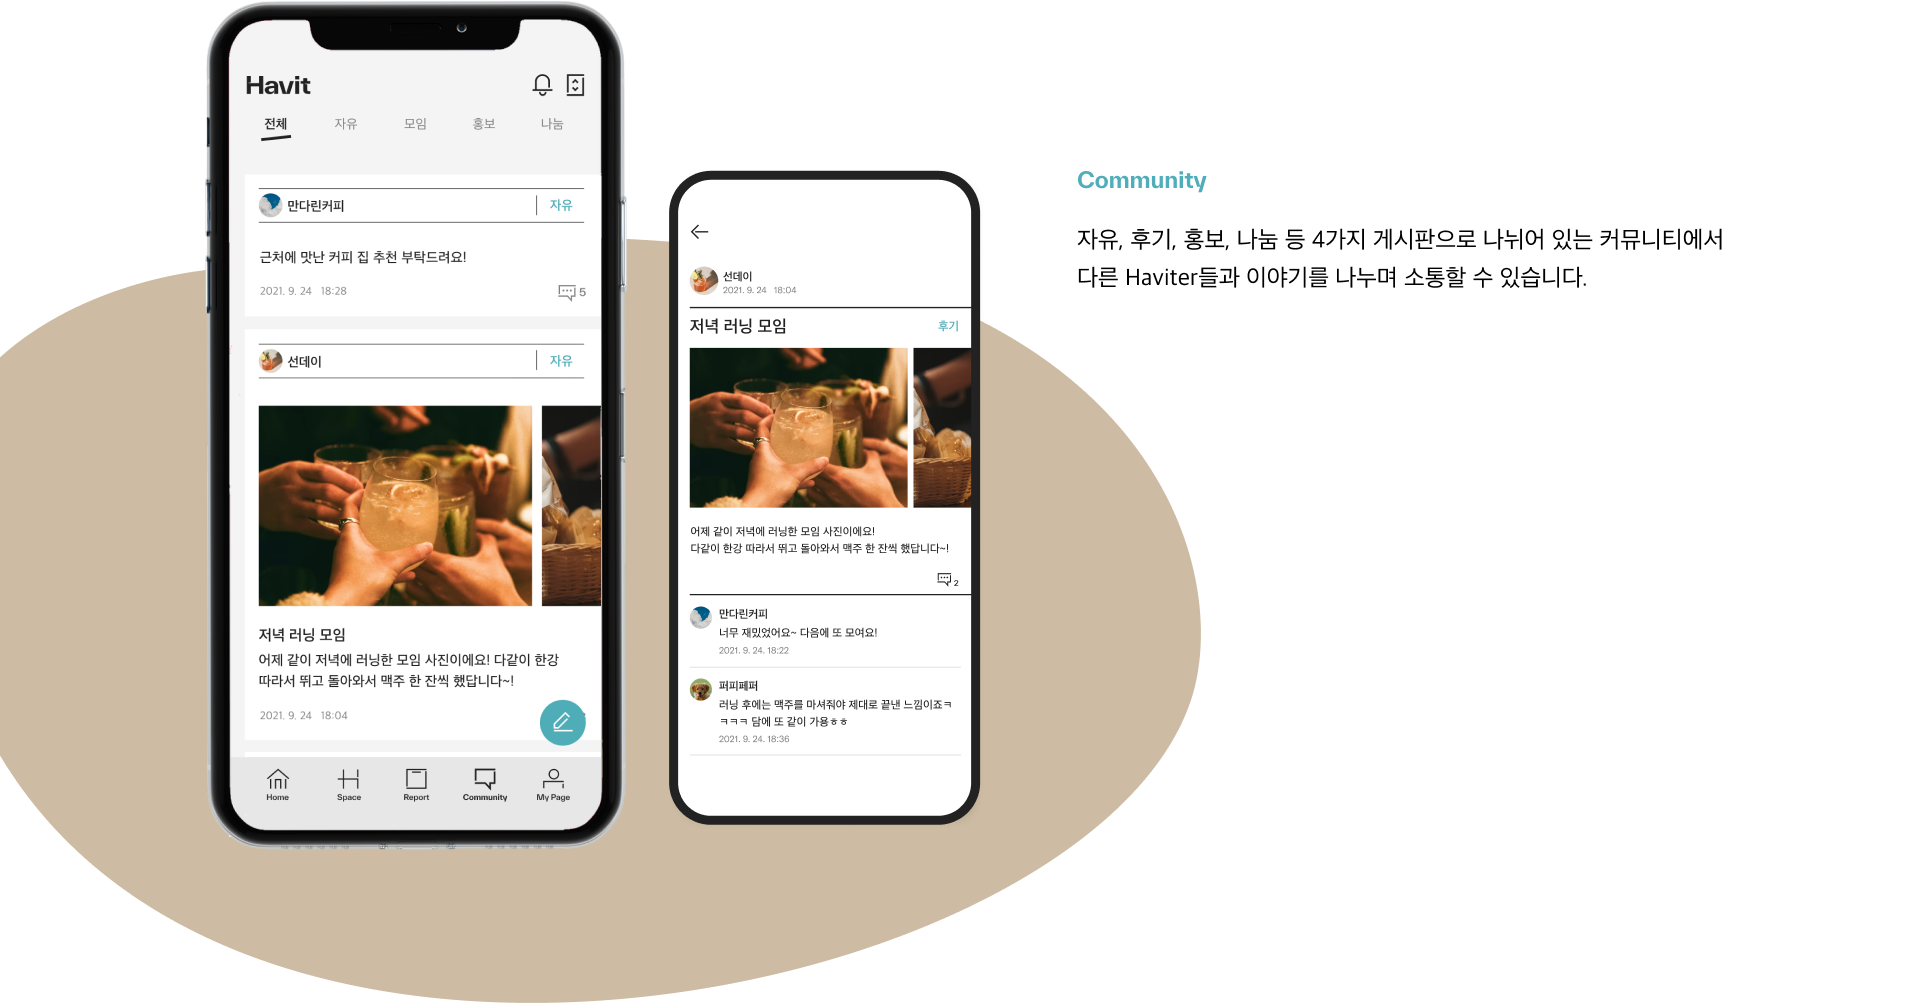 Havit
전체 자유 모임 홍보 나눔
만다린커피 자유
근처에 맛난 커피 집 추천 부탁드려요!
2021. 9. 24 18:28 5
선데이 자유
저녁 러닝 모임
어제 같이 저녁에 러닝한 모임 사진이에요! 다같이 한강
따라서 뛰고 돌아와서 맥주 한 잔씩 했답니다~!
2021. 9. 24 18:04
Home Space Report Community My Page
선데이
2021. 9. 24 18:04
저녁 러닝 모임 후기
어제 같이 저녁에 러닝한 모임 사진이에요!
다같이 한강 따라서 뛰고 돌아와서 맥주 한 잔씩 했답니다~!
2
만다린커피
너무 재밌었어요~ 다음에 또 모여요!
2021. 9. 24. 18:22
퍼피페퍼
러닝 후에는 맥주를 마셔줘야 제대로 끝낸 느낌이죠ㅋ
ㅋㅋㅋ 담에 또 같이 가용ㅎㅎ
2021. 9. 24. 18:36
Community
자유, 후기, 홍보, 나눔 등 4가지 게시판으로 나뉘어 있는 커뮤니티에서
다른 Haviter들과 이야기를 나누며 소통할 수 있습니다.